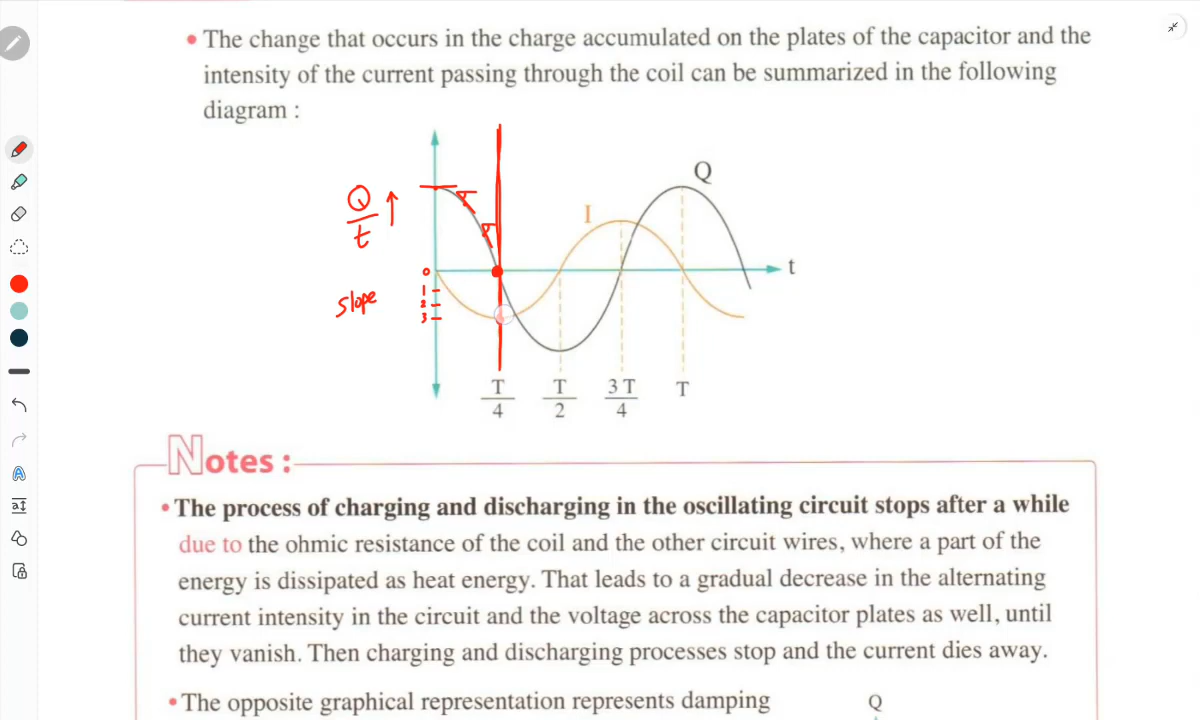 • The change that occurs in the charge accumulated on the plates of the capacitor and the
intensity of the current passing through the coil can be summarized in the following
diagram :
Q
Q/t ↑
I
t
0
1
slope
2
3
T/4 T/2 3T/4 T
Notes :
• The process of charging and discharging in the oscillating circuit stops after a while
due to the ohmic resistance of the coil and the other circuit wires, where a part of the
energy is dissipated as heat energy. That leads to a gradual decrease in the alternating
current intensity in the circuit and the voltage across the capacitor plates as well, until
they vanish. Then charging and discharging processes stop and the current dies away.
• The opposite graphical representation represents damping
Q